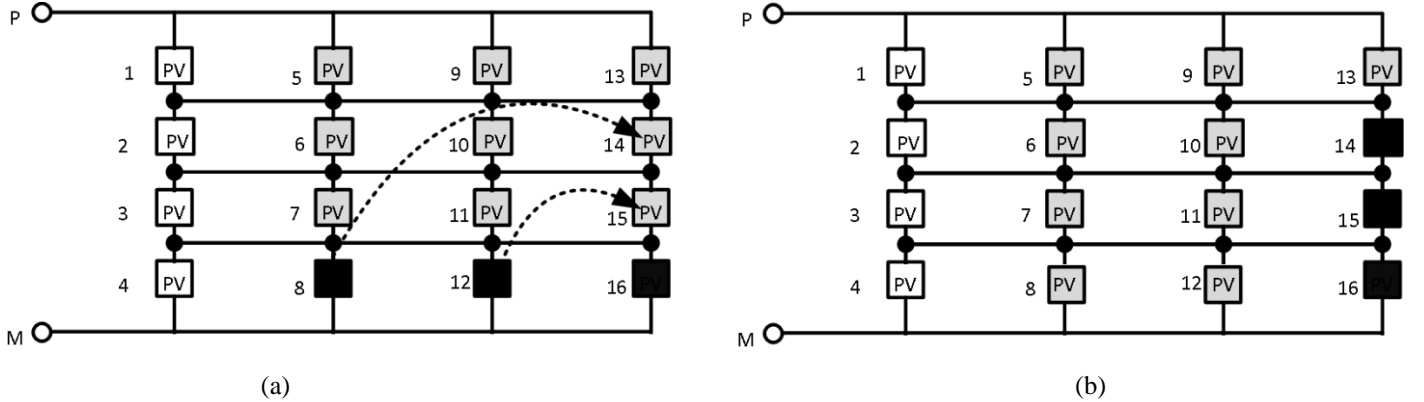 P
1 PV 5 PV 9 PV 13 PV
2 PV 6 PV 10 PV 14 PV
3 PV 7 PV 11 PV 15 PV
4 PV 8 12 16 PV
M
(a)
P
1 PV 5 PV 9 PV 13 PV
2 PV 6 PV 10 PV 14
3 PV 7 PV 11 PV 15
4 PV 8 PV 12 PV 16 PV
M
(b)